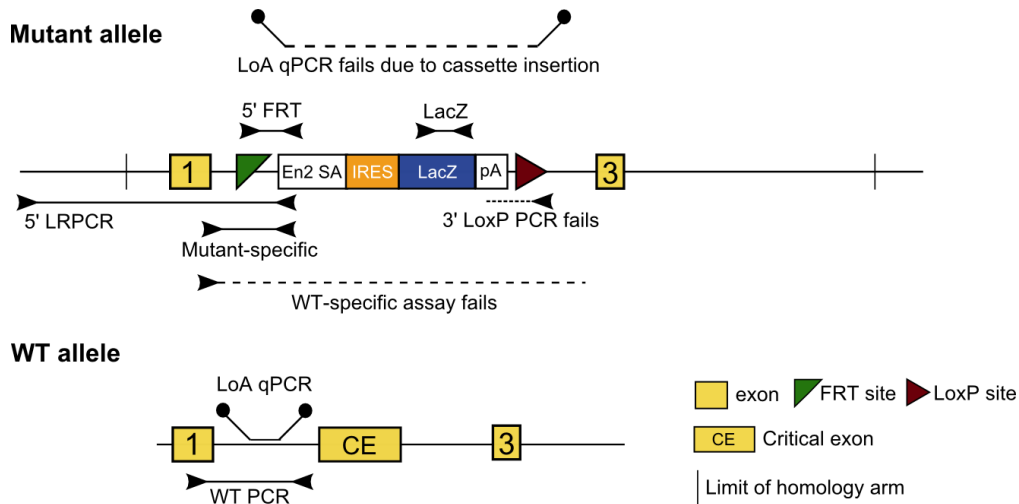 Mutant allele
LoA qPCR fails due to cassette insertion
5' FRT
LacZ
1
En2 SA
IRES
LacZ
pA
3
5' LRPCR
3' LoxP PCR fails
Mutant-specific
WT-specific assay fails
WT allele
LoA qPCR
1
CE
3
WT PCR
exon
FRT site
LoxP site
CE
Critical exon
Limit of homology arm